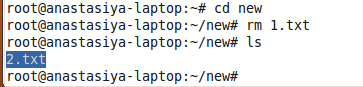 root@anastasiya-laptop:~# cd new
root@anastasiya-laptop:~/new# rm 1.txt
root@anastasiya-laptop:~/new# ls
2.txt
root@anastasiya-laptop:~/new#